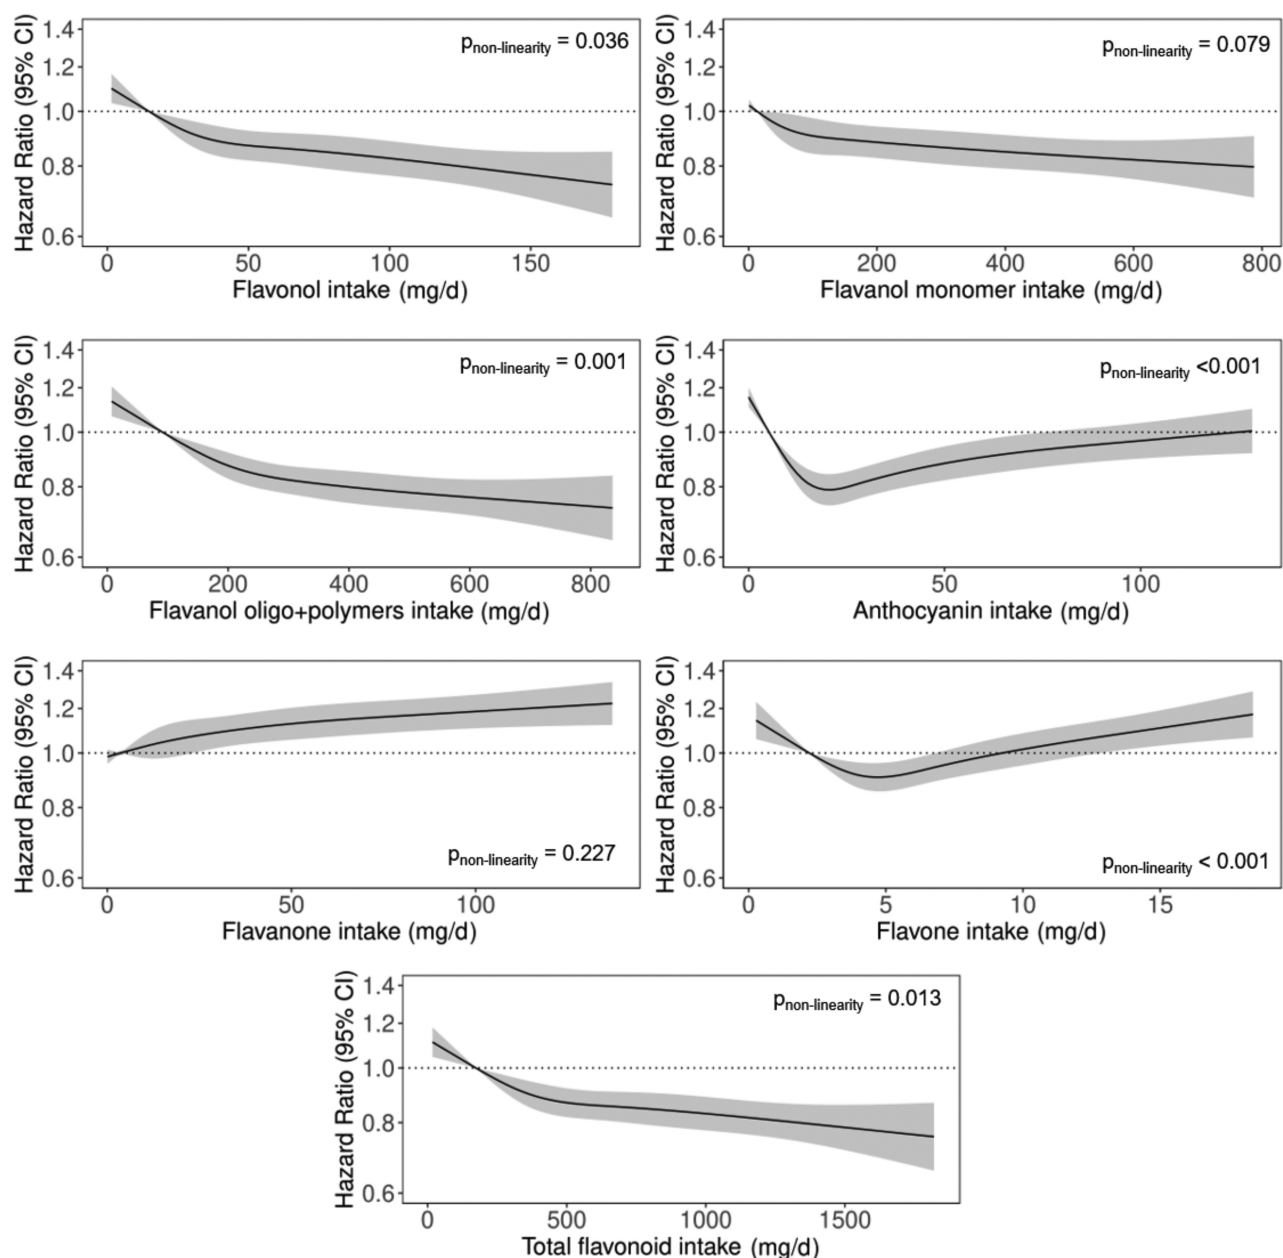 Hazard Ratio (95% CI)
1.4
1.2
1.0
0.8
0.6
p non-linearity = 0.036
0 50 100 150
Flavonol intake (mg/d)
Hazard Ratio (95% CI)
1.4
1.2
1.0
0.8
0.6
p non-linearity = 0.079
0 200 400 600 800
Flavanol monomer intake (mg/d)
Hazard Ratio (95% CI)
1.4
1.2
1.0
0.8
0.6
p non-linearity = 0.001
0 200 400 600 800
Flavanol oligo+polymers intake (mg/d)
Hazard Ratio (95% CI)
1.4
1.2
1.0
0.8
0.6
p non-linearity <0.001
0 50 100
Anthocyanin intake (mg/d)
Hazard Ratio (95% CI)
1.4
1.2
1.0
0.8
0.6
p non-linearity = 0.227
0 50 100
Flavanone intake (mg/d)
Hazard Ratio (95% CI)
1.4
1.2
1.0
0.8
0.6
p non-linearity < 0.001
0 5 10 15
Flavone intake (mg/d)
Hazard Ratio (95% CI)
1.4
1.2
1.0
0.8
0.6
p non-linearity = 0.013
0 500 1000 1500
Total flavonoid intake (mg/d)